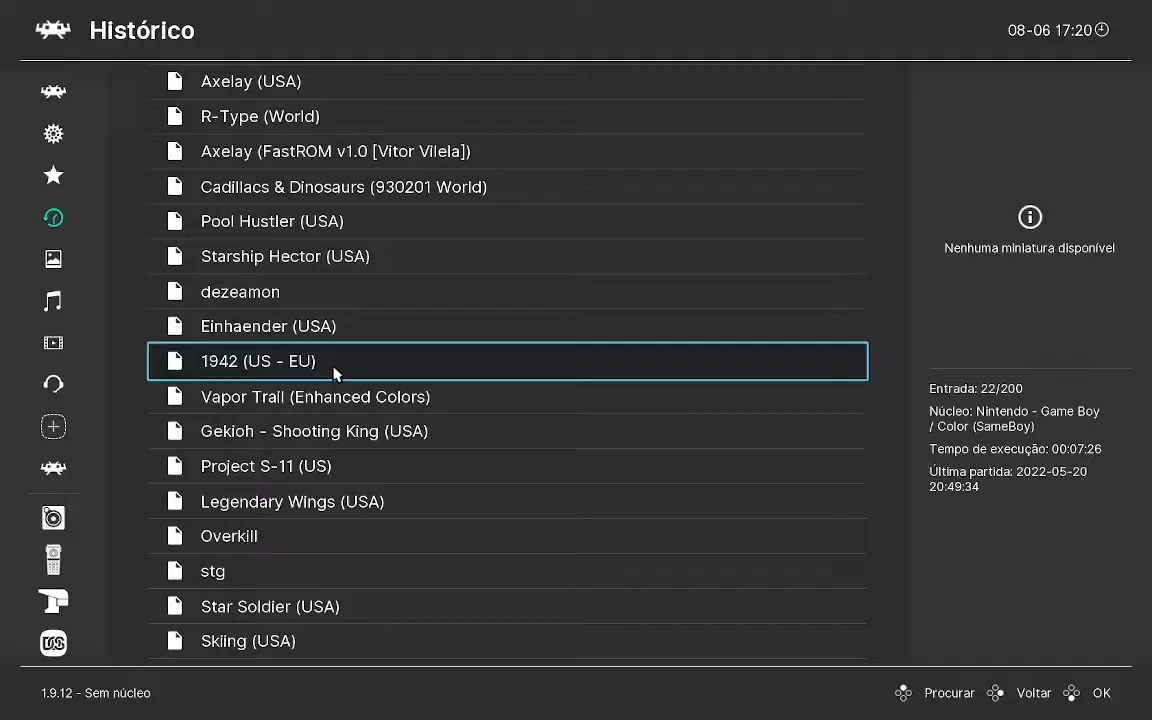 Histórico
08-06 17:20
Axelay (USA)
R-Type (World)
Axelay (FastROM v1.0 [Vitor Vilela])
Cadillacs & Dinosaurs (930201 World)
Pool Hustler (USA)
Starship Hector (USA)
dezeamon
Einhaender (USA)
1942 (US - EU)
Vapor Trail (Enhanced Colors)
Gekioh - Shooting King (USA)
Project S-11 (US)
Legendary Wings (USA)
Overkill
stg
Star Soldier (USA)
Skiing (USA)
Nenhuma miniatura disponível
Entrada: 22/200
Núcleo: Nintendo - Game Boy
/ Color (SameBoy)
Tempo de execução: 00:07:26
Última partida: 2022-05-20
20:49:34
DOS
1.9.12 - Sem núcleo
Procurar
Voltar
OK